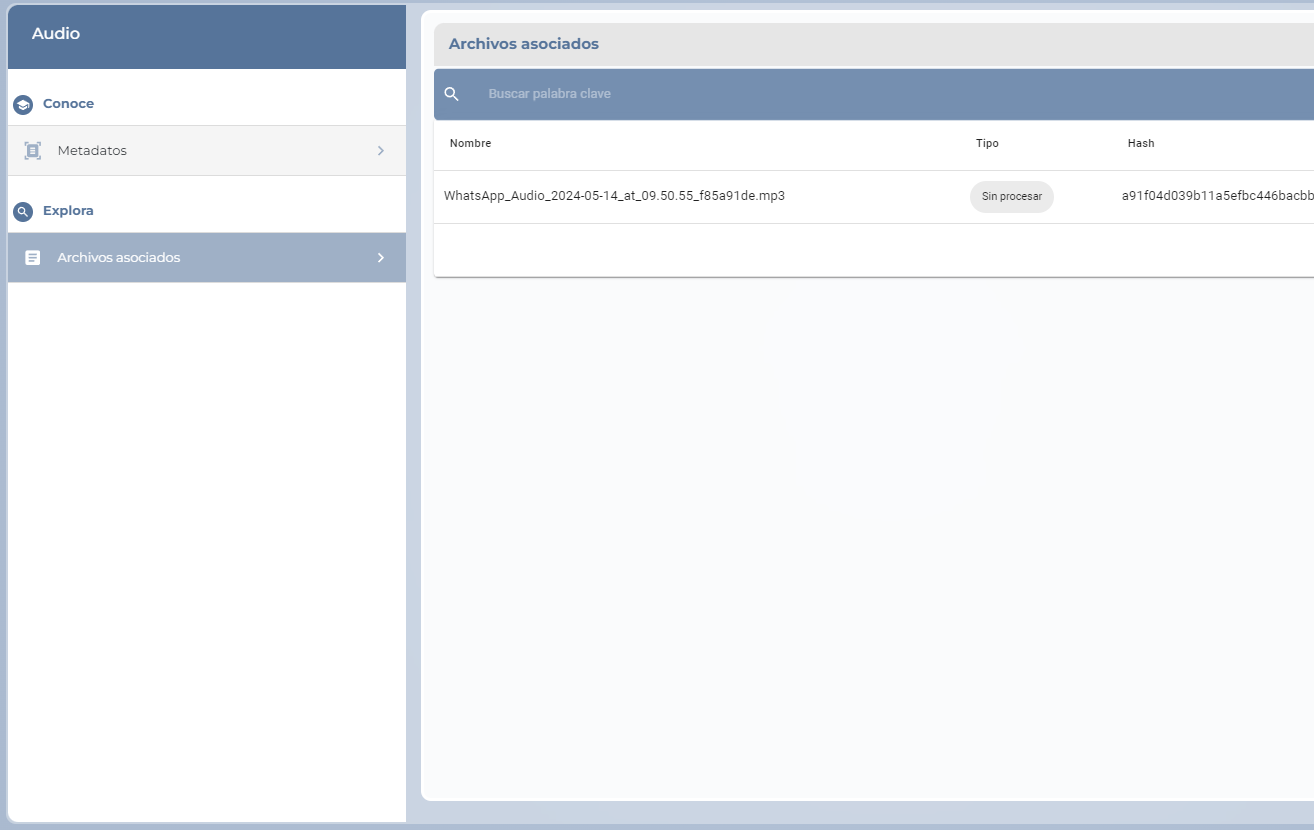 Audio
Conoce
Metadatos
Explora
Archivos asociados
Archivos asociados
Buscar palabra clave
Nombre Tipo Hash
WhatsApp_Audio_2024-05-14_at_09.50.55_f85a91de.mp3 Sin procesar a91f04d039b11a5efbc446bacbb